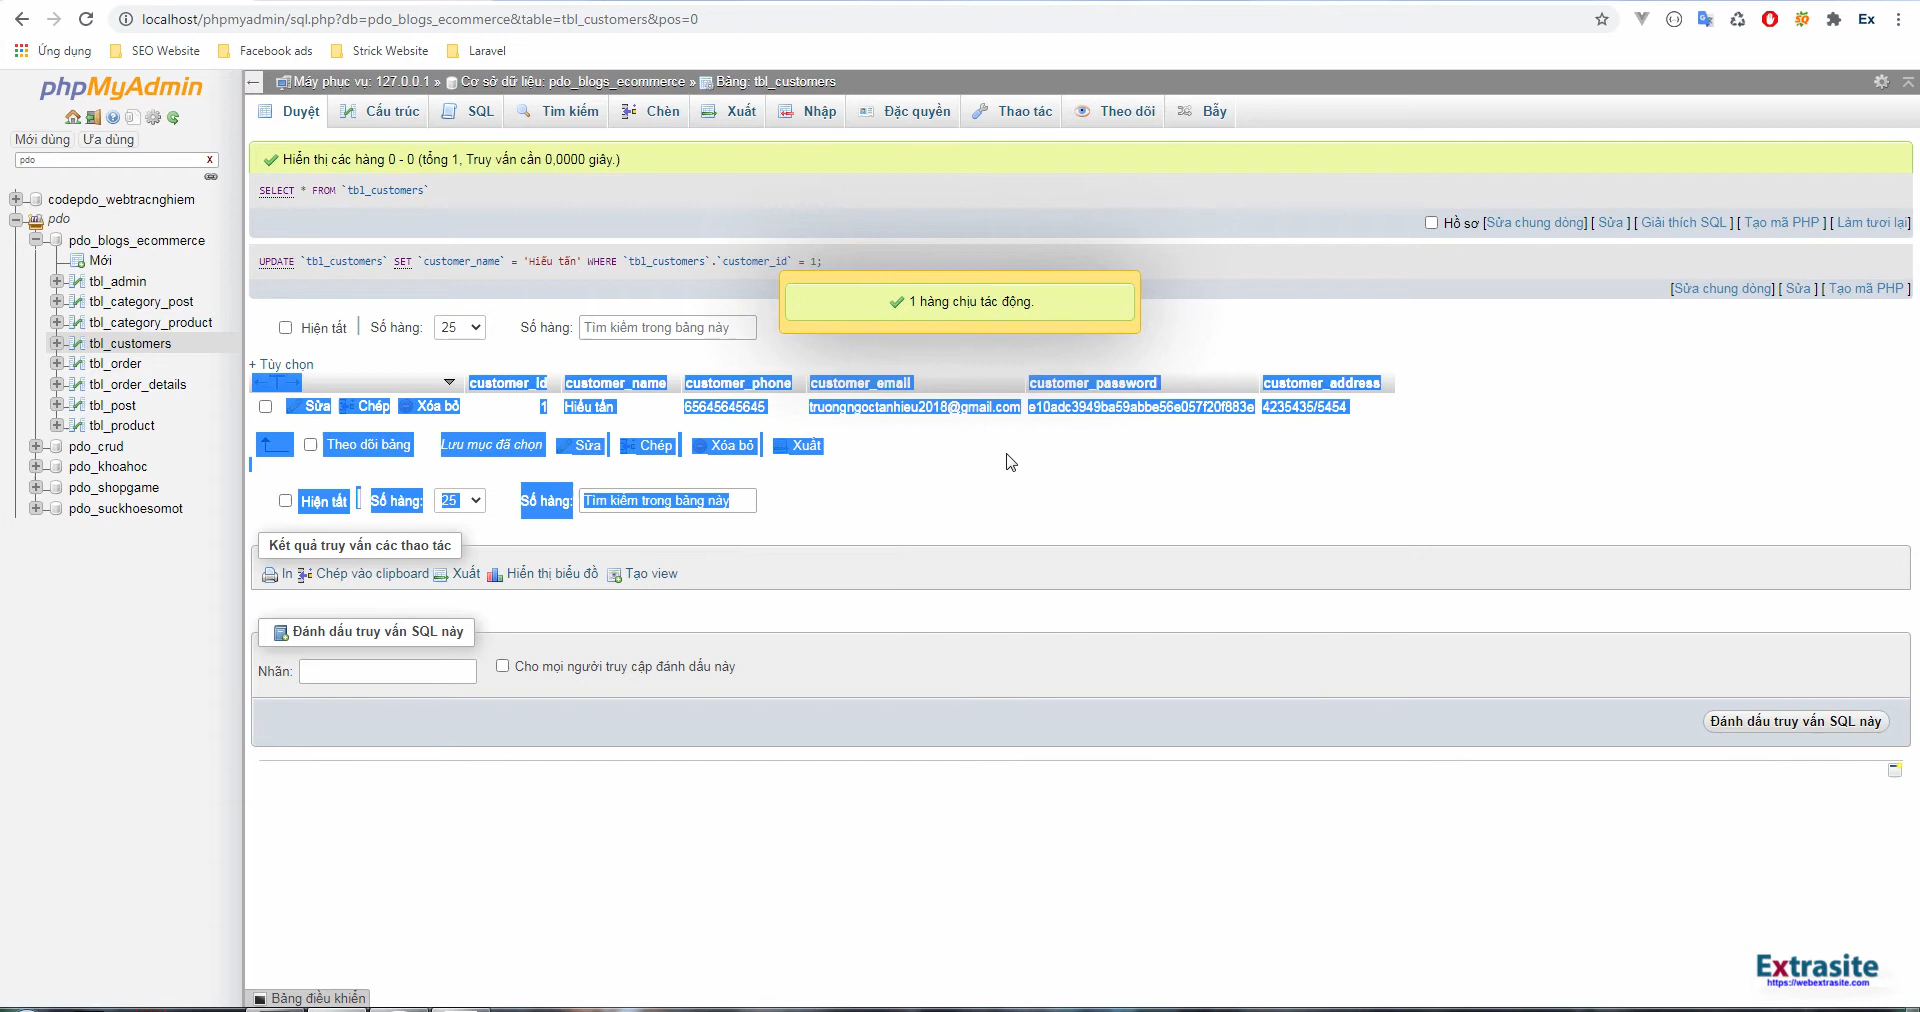 localhost/phpmyadmin/sql.php?db=pdo_blogs_ecommerce&table=tbl_customers&pos=0
Ex
Ứng dụng SEO Website Facebook ads Strick Website Laravel
phpMyAdmin
Mới dùng Ưa dùng
pdo X
codepdo_webtracnghiem
pdo
pdo_blogs_ecommerce
Mới
tbl_admin
tbl_category_post
tbl_category_product
tbl_customers
tbl_order
tbl_order_details
tbl_post
tbl_product
pdo_crud
pdo_khoahoc
pdo_shopgame
pdo_suckhoesomot
Máy phục vụ: 127.0.0.1 » Cơ sở dữ liệu: pdo_blogs_ecommerce » Bảng: tbl_customers
Duyệt Cấu trúc SQL Tìm kiếm Chèn Xuất Nhập Đặc quyền Thao tác Theo dõi Bẫy
Hiển thị các hàng 0 - 0 (tổng 1, Truy vấn cần 0,0000 giây.)
SELECT * FROM `tbl_customers`
Hồ sơ [Sửa chung dòng] [ Sửa ] [ Giải thích SQL ] [ Tạo mã PHP ] [ Làm tươi lại]
UPDATE `tbl_customers` SET `customer_name` = 'Hiếu tấn' WHERE `tbl_customers`.`customer_id` = 1;
[Sửa chung dòng] [ Sửa ] [ Tạo mã PHP ]
1 hàng chịu tác động.
Hiện tất Số hàng: 25 Số hàng: Tìm kiếm trong bảng này
+ Tùy chọn
customer_id customer_name customer_phone customer_email customer_password customer_address
Sửa Chép Xóa bỏ 1 Hiếu tấn 65645645645 truongngoctanhieu2018@gmail.com e10adc3949ba59abbe56e057f20f883e 4235435/5454
Theo dõi bảng Lưu mục đã chọn Sửa Chép Xóa bỏ Xuất
Hiện tất Số hàng: 25 Số hàng: Tìm kiếm trong bảng này
Kết quả truy vấn các thao tác
In Chép vào clipboard Xuất Hiển thị biểu đồ Tạo view
Đánh dấu truy vấn SQL này
Nhãn: Cho mọi người truy cập đánh dấu này
Đánh dấu truy vấn SQL này
Extrasite
https://webextrasite.com
Bảng điều khiển